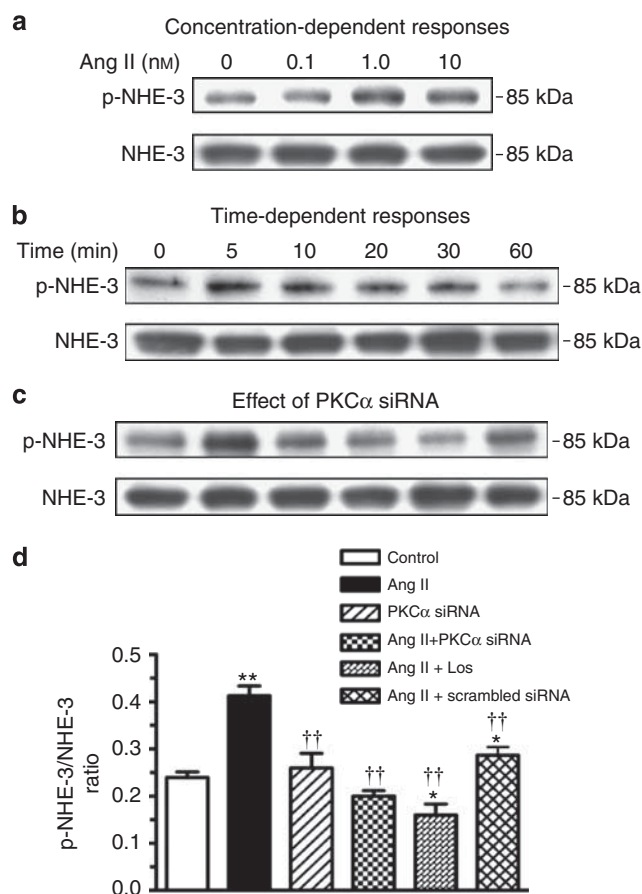 a
Concentration-dependent responses
Ang II (nM) 0 0.1 1.0 10
p-NHE-3 -85 kDa
NHE-3 -85 kDa
b
Time-dependent responses
Time (min) 0 5 10 20 30 60
p-NHE-3 -85 kDa
NHE-3 -85 kDa
c
Effect of PKCα siRNA
p-NHE-3 -85 kDa
NHE-3 -85 kDa
d
Control
Ang II
PKCα siRNA
Ang II+PKCα siRNA
Ang II + Los
Ang II + scrambled siRNA
p-NHE-3/NHE-3
ratio
0.5
0.4
0.3
0.2
0.1
0.0
**
††
††
††
*
††
*